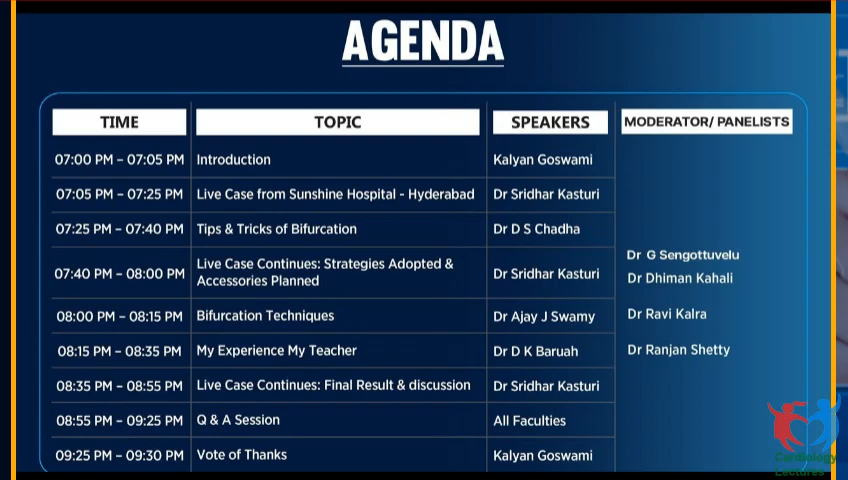 AGENDA
TIME TOPIC SPEAKERS MODERATOR/ PANELISTS
07:00 PM – 07:05 PM Introduction Kalyan Goswami
07:05 PM – 07:25 PM Live Case from Sunshine Hospital - Hyderabad Dr Sridhar Kasturi
07:25 PM – 07:40 PM Tips & Tricks of Bifurcation Dr D S Chadha
07:40 PM – 08:00 PM Live Case Continues: Strategies Adopted &
Accessories Planned Dr Sridhar Kasturi
08:00 PM – 08:15 PM Bifurcation Techniques Dr Ajay J Swamy
08:15 PM – 08:35 PM My Experience My Teacher Dr D K Baruah
08:35 PM – 08:55 PM Live Case Continues: Final Result & discussion Dr Sridhar Kasturi
08:55 PM – 09:25 PM Q & A Session All Faculties
09:25 PM – 09:30 PM Vote of Thanks Kalyan Goswami
Dr G Sengottuvelu
Dr Dhiman Kahali
Dr Ravi Kalra
Dr Ranjan Shetty
Cardiology
Lectures